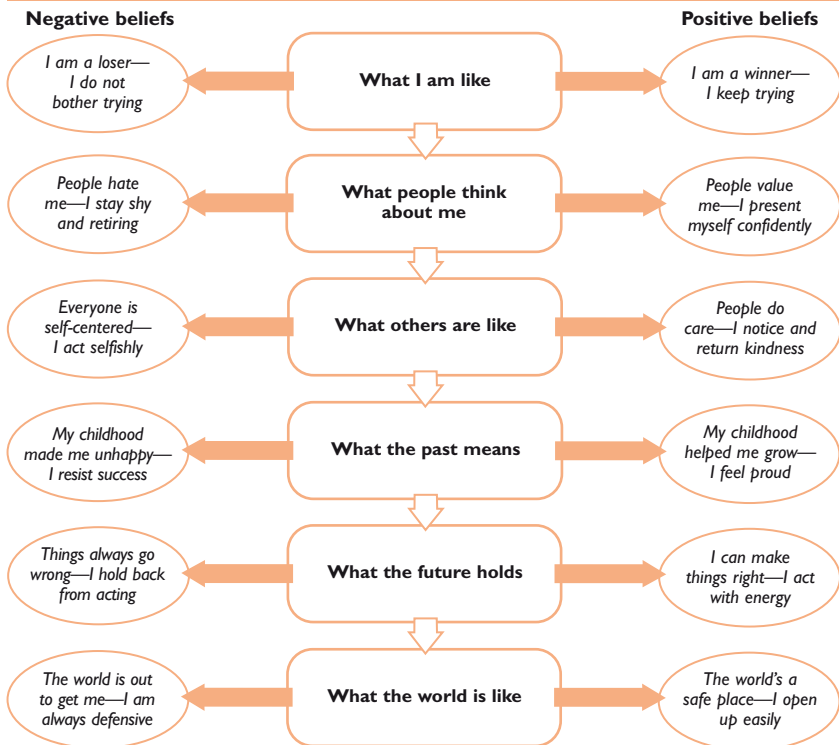 Negative beliefs
Positive beliefs
I am a loser—
I do not
bother trying
What I am like
I am a winner—
I keep trying
People hate
me—I stay shy
and retiring
What people think
about me
People value
me—I present
myself confidently
Everyone is
self-centered—
I act selfishly
What others are like
People do
care—I notice and
return kindness
My childhood
made me unhappy—
I resist success
What the past means
My childhood
helped me grow—
I feel proud
Things always go
wrong—I hold back
from acting
What the future holds
I can make
things right—I act
with energy
The world is out
to get me—I am
always defensive
What the world is like
The world's a
safe place—I open
up easily